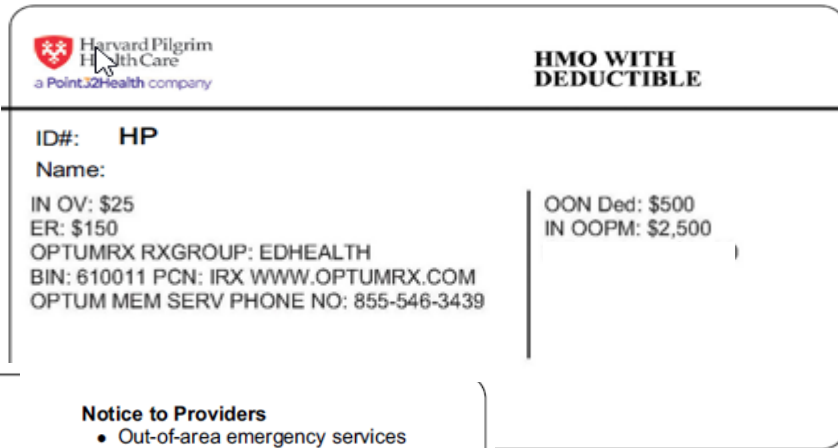 Harvard Pilgrim
Health Care
a Point32Health company
HMO WITH
DEDUCTIBLE
ID#: HP
Name:
IN OV: $25
ER: $150
OPTUMRX RXGROUP: EDHEALTH
BIN: 610011 PCN: IRX WWW.OPTUMRX.COM
OPTUM MEM SERV PHONE NO: 855-546-3439
OON Ded: $500
IN OOPM: $2,500
Notice to Providers
• Out-of-area emergency services